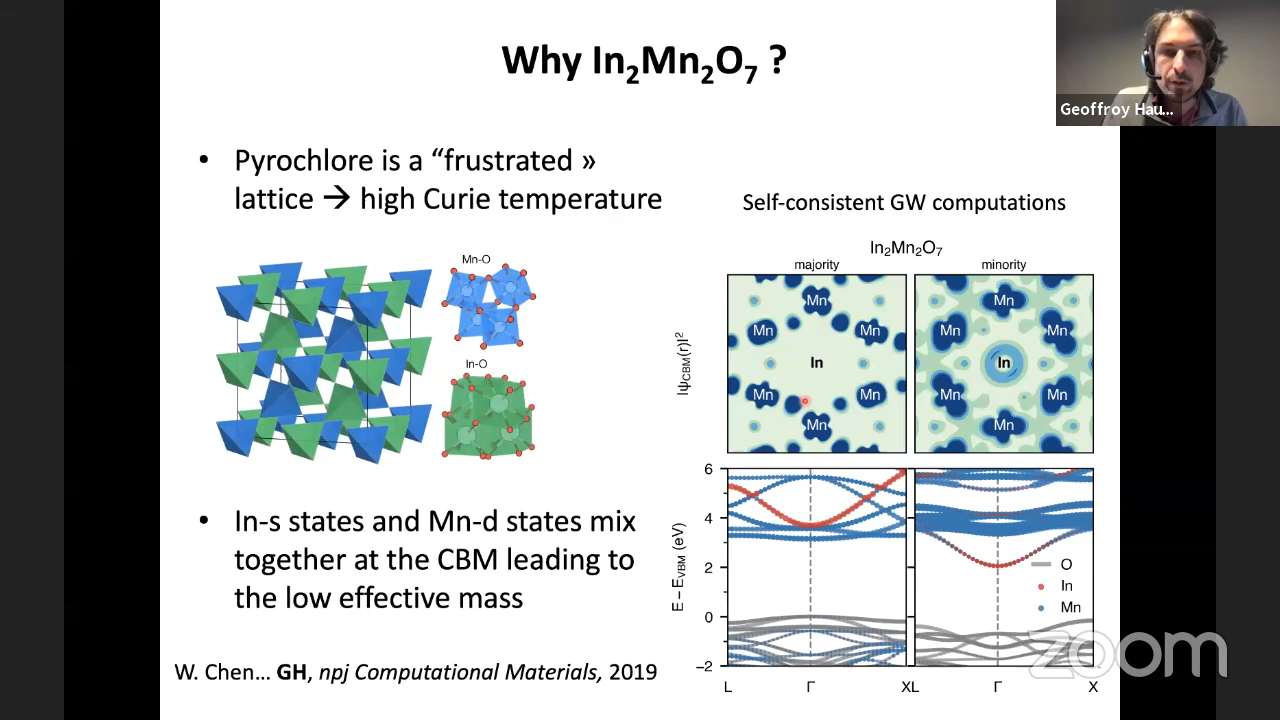 Why In₂Mn₂O₇ ?
Geoffroy Hau...
• Pyrochlore is a “frustrated »
lattice → high Curie temperature
Mn-O
In-O
• In-s states and Mn-d states mix
together at the CBM leading to
the low effective mass
W. Chen... GH, npj Computational Materials, 2019
Self-consistent GW computations
In₂Mn₂O₇
majority
minority
|ψCBM(r)|²
Mn
Mn
Mn
In
Mn
Mn
Mn
Mn
Mn
Mn
In
Mn
Mn
Mn
E − EVBM (eV)
6
4
2
0
−2
O
In
Mn
L
Γ
XL
Γ
X
zoom